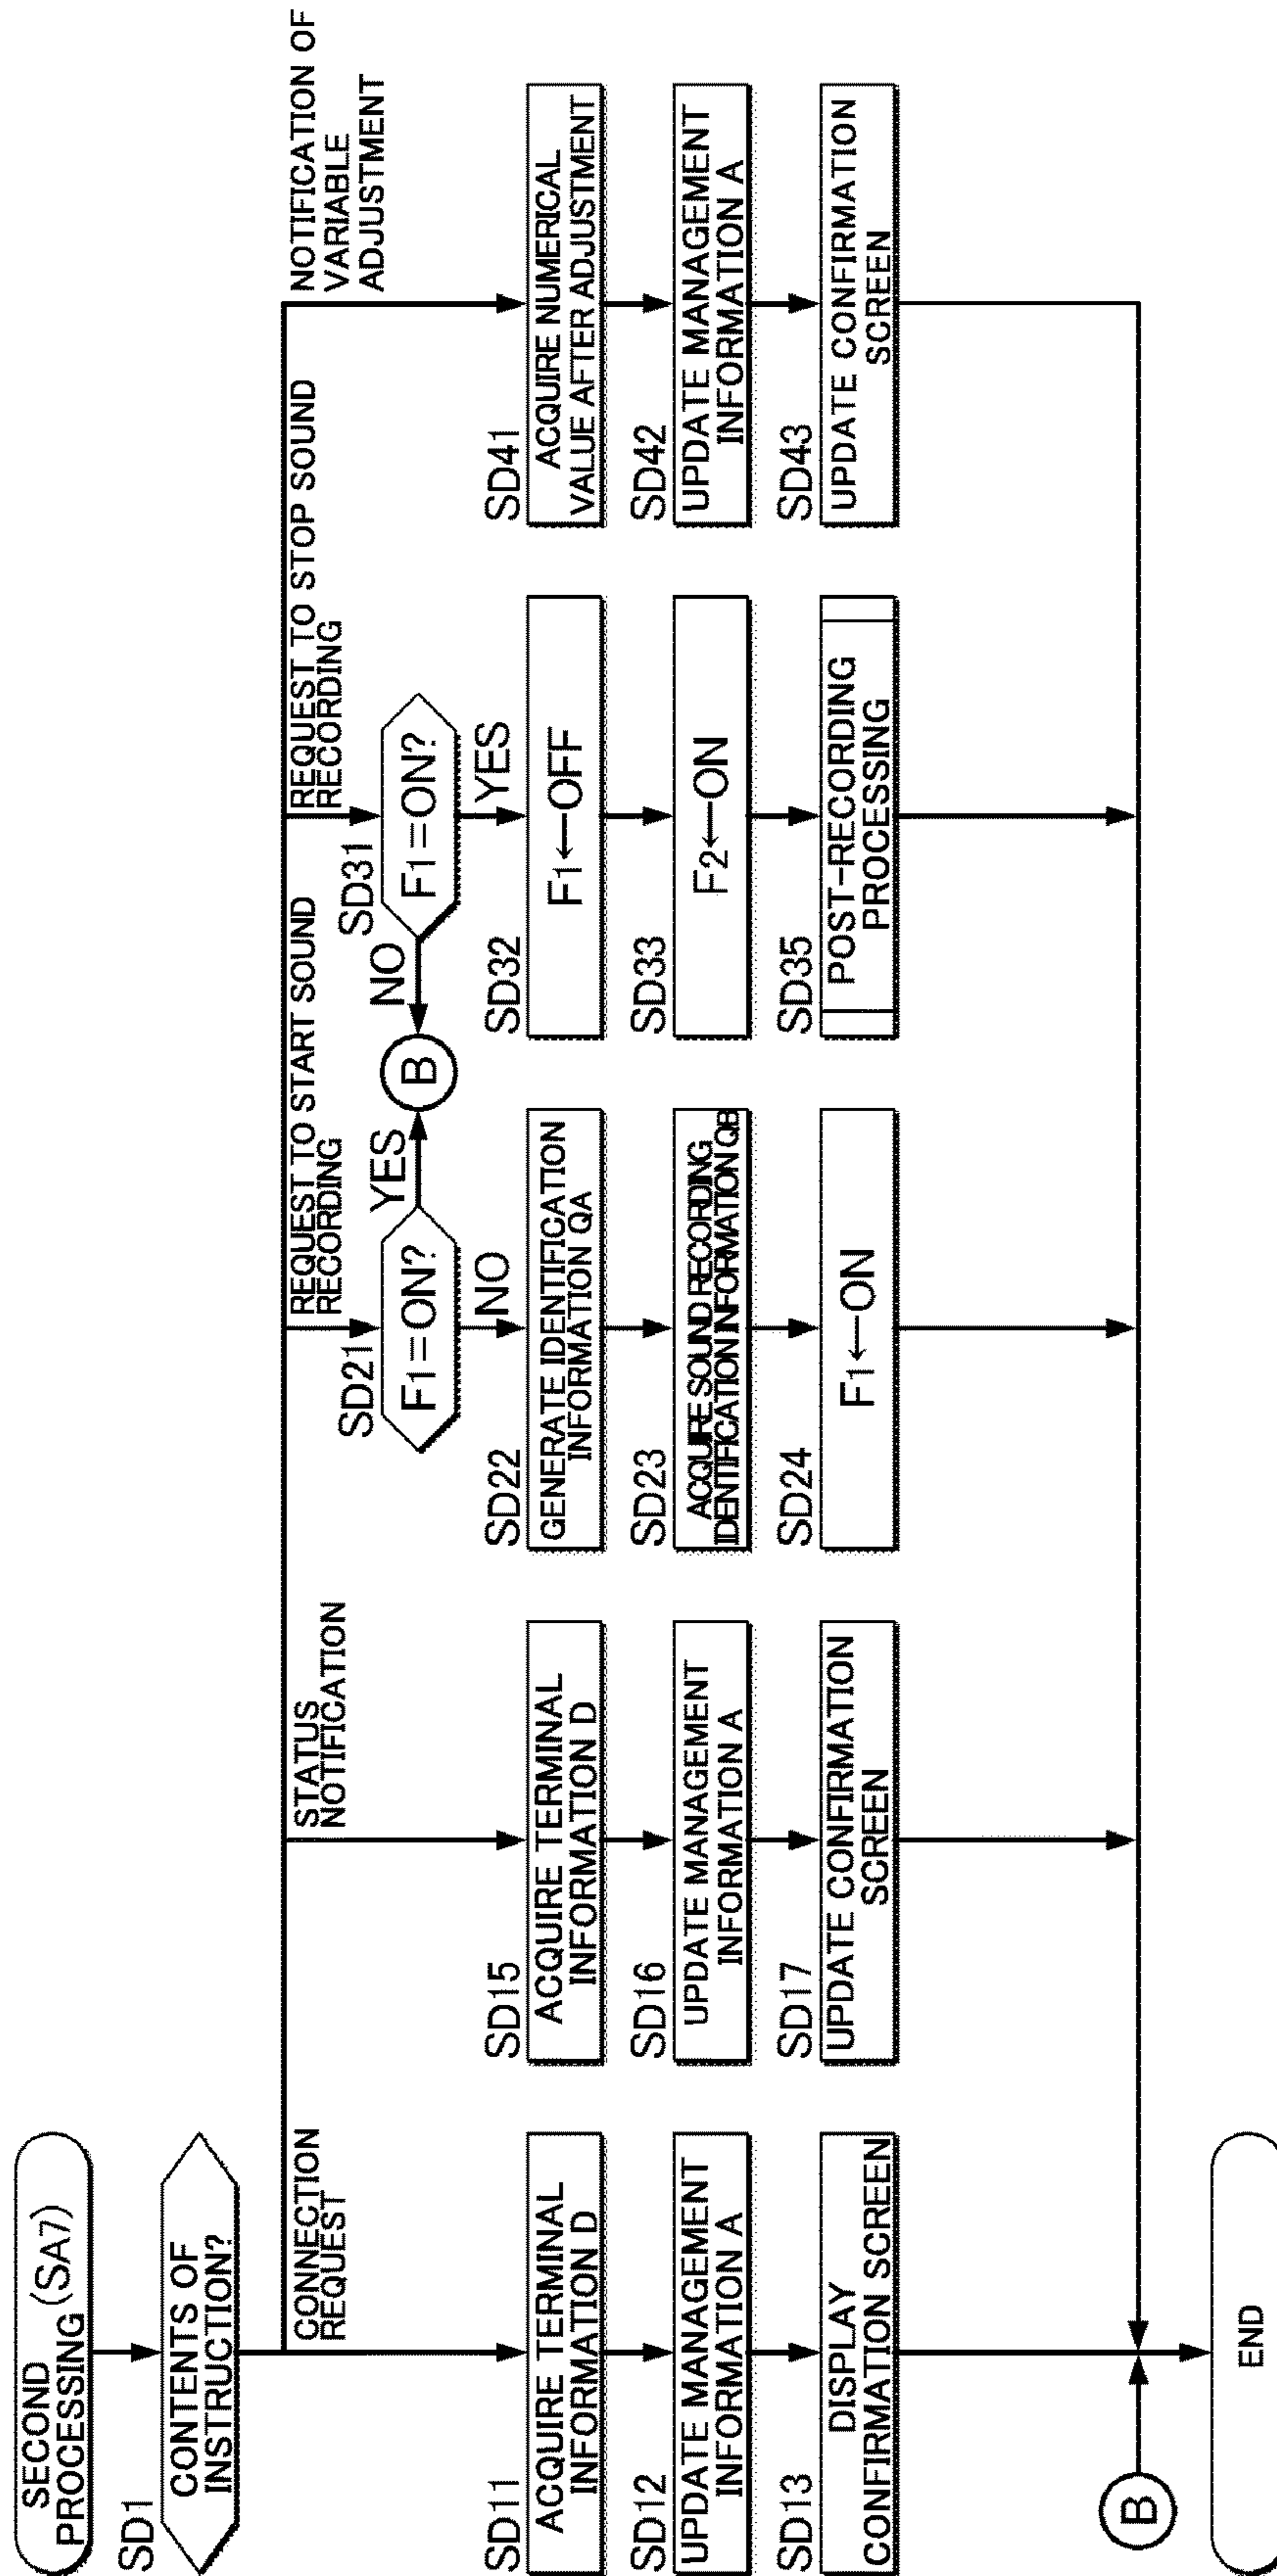 SECOND
PROCESSING (SA7)
SD1
CONTENTS OF
INSTRUCTION?
CONNECTION
REQUEST
SD11
ACQUIRE TERMINAL
INFORMATION D
SD12
UPDATE MANAGEMENT
INFORMATION A
SD13
DISPLAY
CONFIRMATION SCREEN
STATUS
NOTIFICATION
SD15
ACQUIRE TERMINAL
INFORMATION D
SD16
UPDATE MANAGEMENT
INFORMATION A
SD17
UPDATE CONFIRMATION
SCREEN
REQUEST TO START SOUND
RECORDING
SD21
F1=ON?
YES
B
NO
SD22
GENERATE IDENTIFICATION
INFORMATION QA
SD23
ACQUIRE SOUND RECORDING
IDENTIFICATION INFORMATION QB
SD24
F1←ON
REQUEST TO STOP SOUND
RECORDING
SD31
F1=ON?
NO
YES
SD32
F1←OFF
SD33
F2←ON
SD35
POST-RECORDING
PROCESSING
NOTIFICATION OF
VARIABLE
ADJUSTMENT
SD41
ACQUIRE NUMERICAL
VALUE AFTER ADJUSTMENT
SD42
UPDATE MANAGEMENT
INFORMATION A
SD43
UPDATE CONFIRMATION
SCREEN
B
END